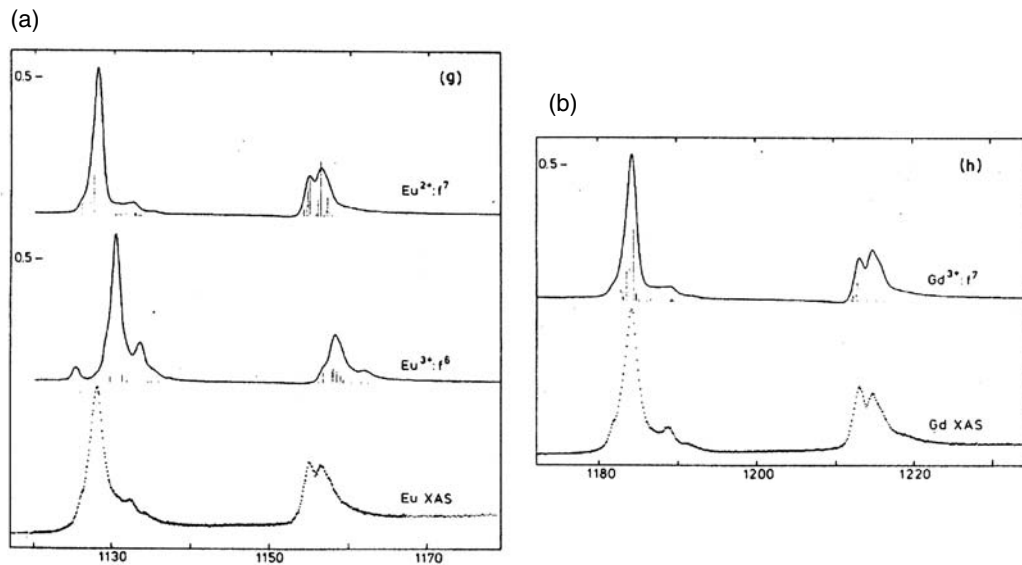 (a)
0.5 –
(g)
Eu²⁺:f⁷
0.5 –
Eu³⁺:f⁶
Eu XAS
1130
1150
1170
(b)
0.5 –
(h)
Gd³⁺:f⁷
Gd XAS
1180
1200
1220